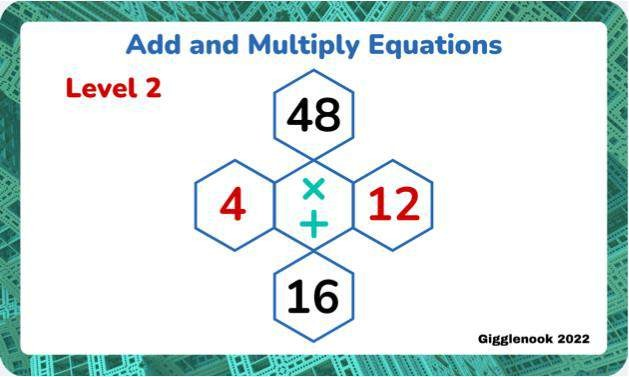 Add and Multiply Equations
Level 2
48
4 × 12
+
16
Gigglenook 2022